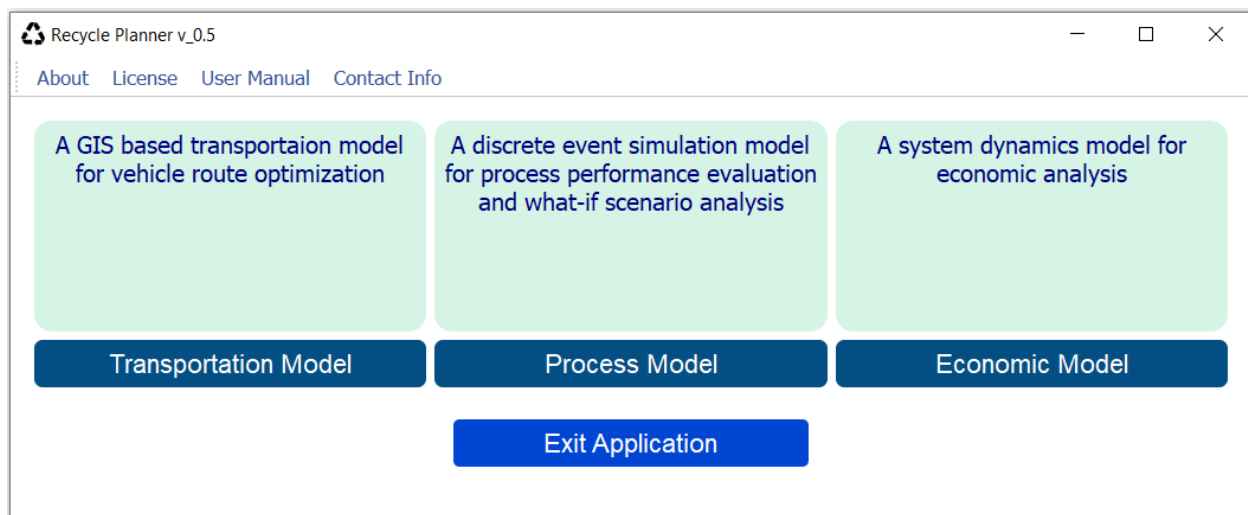 Recycle Planner v_0.5
About License User Manual Contact Info
A GIS based transportaion model
for vehicle route optimization
A discrete event simulation model
for process performance evaluation
and what-if scenario analysis
A system dynamics model for
economic analysis
Transportation Model
Process Model
Economic Model
Exit Application